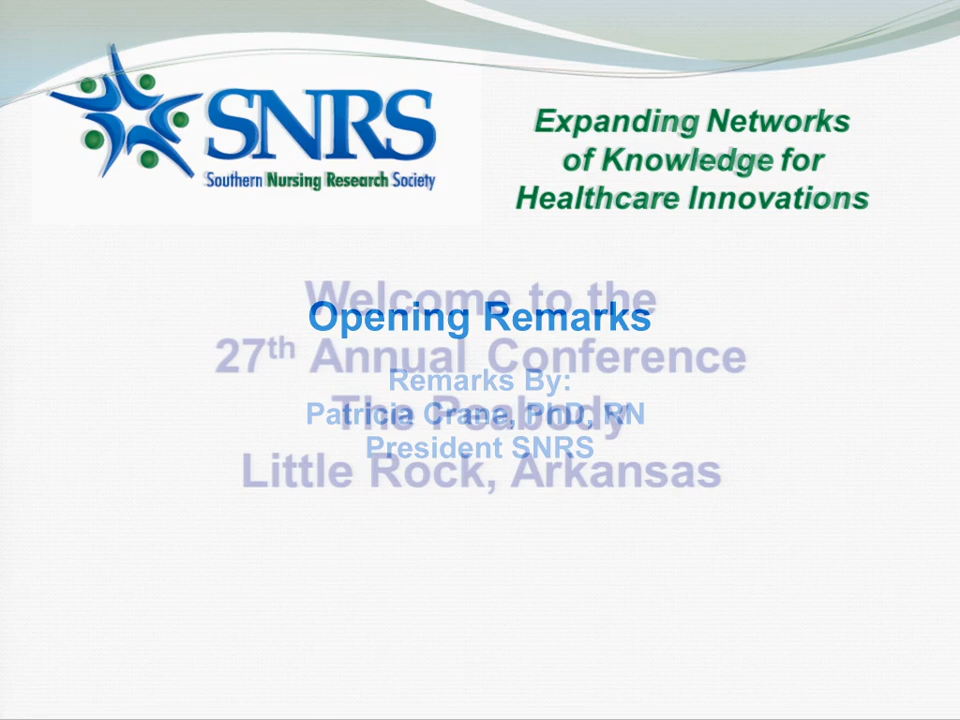 SNRS
Southern Nursing Research Society
Expanding Networks
of Knowledge for
Healthcare Innovations
Welcome to the
27th Annual Conference
The Peabody
Little Rock, Arkansas
Opening Remarks
Remarks By:
Patricia Crane, PhD, RN
President SNRS